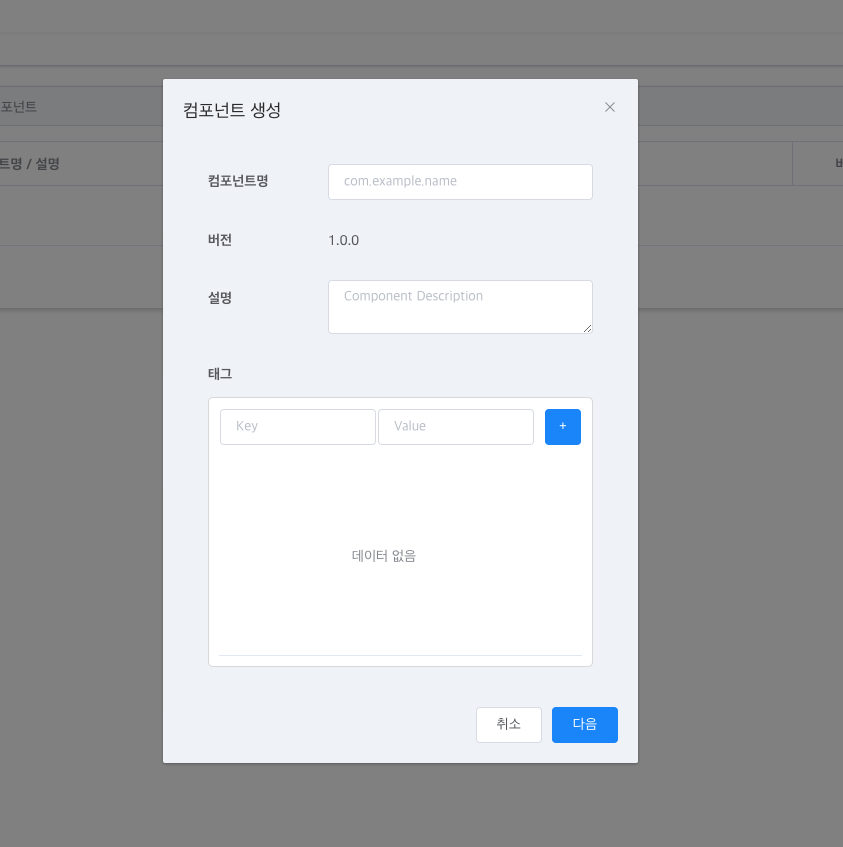 포넌트
컴포넌트 생성
트명 / 설명
컴포넌트명
com.example.name
버전
1.0.0
설명
Component Description
태그
Key
Value
+
데이터 없음
취소
다음